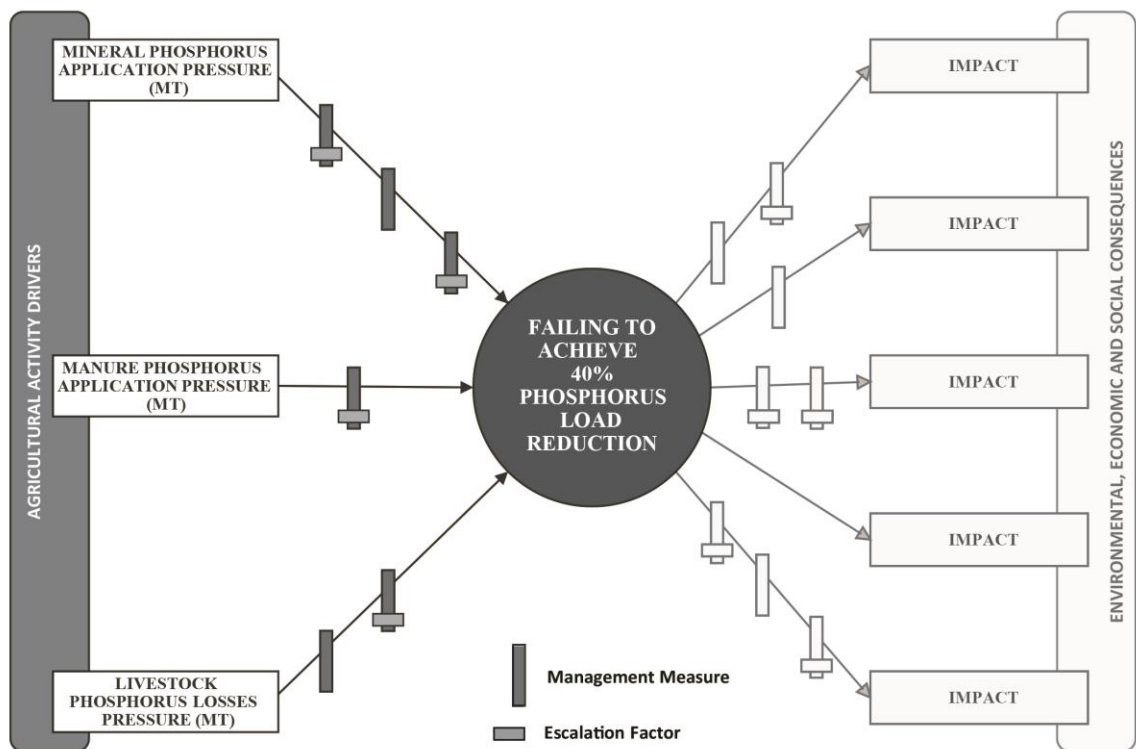 AGRICULTURAL ACTIVITY DRIVERS
MINERAL PHOSPHORUS
APPLICATION PRESSURE
(MT)
MANURE PHOSPHORUS
APPLICATION PRESSURE
(MT)
LIVESTOCK
PHOSPHORUS LOSSES
PRESSURE (MT)
FAILING TO
ACHIEVE
40%
PHOSPHORUS
LOAD
REDUCTION
IMPACT
IMPACT
IMPACT
IMPACT
IMPACT
ENVIRONMENTAL, ECONOMIC AND SOCIAL CONSEQUENCES
Management Measure
Escalation Factor